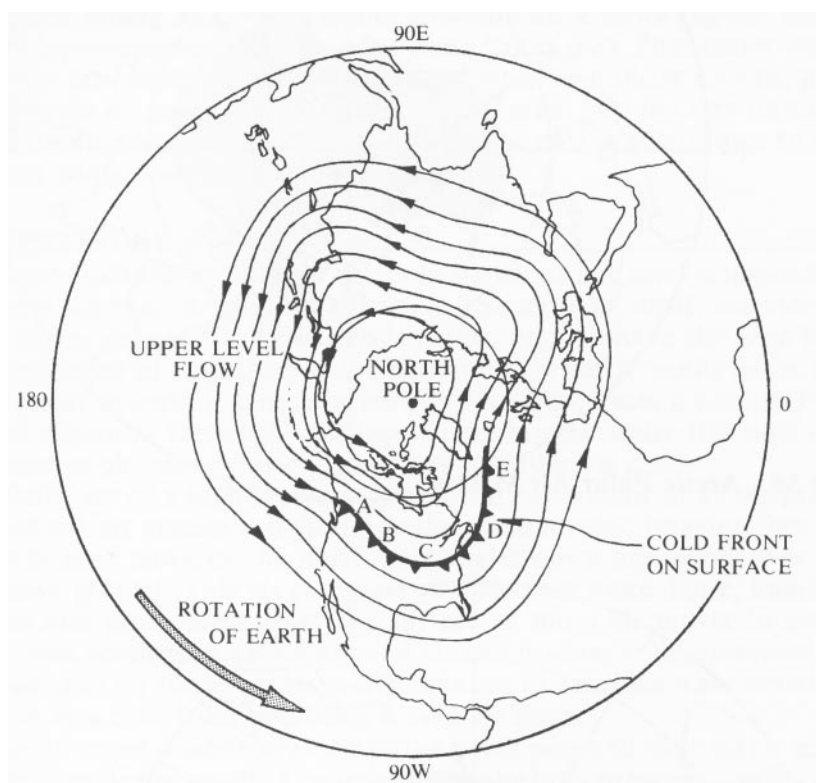 90E
UPPER LEVEL
FLOW
NORTH
POLE
180
0
A
B
C
D
E
COLD FRONT
ON SURFACE
ROTATION
OF EARTH
90W